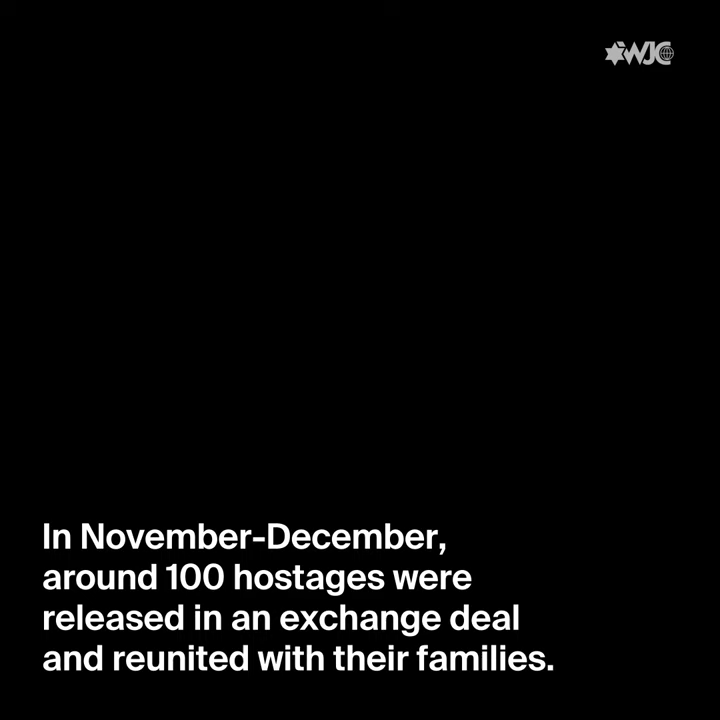 WJC
In November-December,
around 100 hostages were
released in an exchange deal
and reunited with their families.